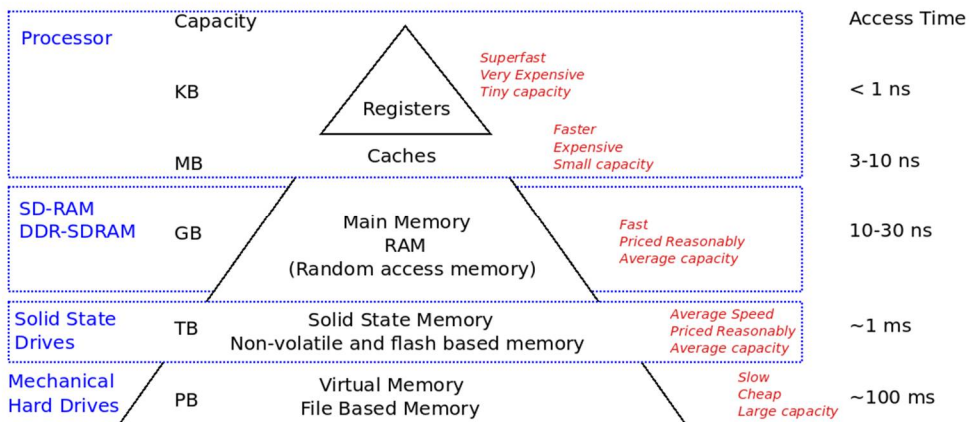 Capacity
Access Time
Processor
KB
Registers
Superfast
Very Expensive
Tiny capacity
< 1 ns
MB
Caches
Faster
Expensive
Small capacity
3-10 ns
SD-RAM
DDR-SDRAM
GB
Main Memory
RAM
(Random access memory)
Fast
Priced Reasonably
Average capacity
10-30 ns
Solid State
Drives
TB
Solid State Memory
Non-volatile and flash based memory
Average Speed
Priced Reasonably
Average capacity
~1 ms
Mechanical
Hard Drives
PB
Virtual Memory
File Based Memory
Slow
Cheap
Large capacity
~100 ms